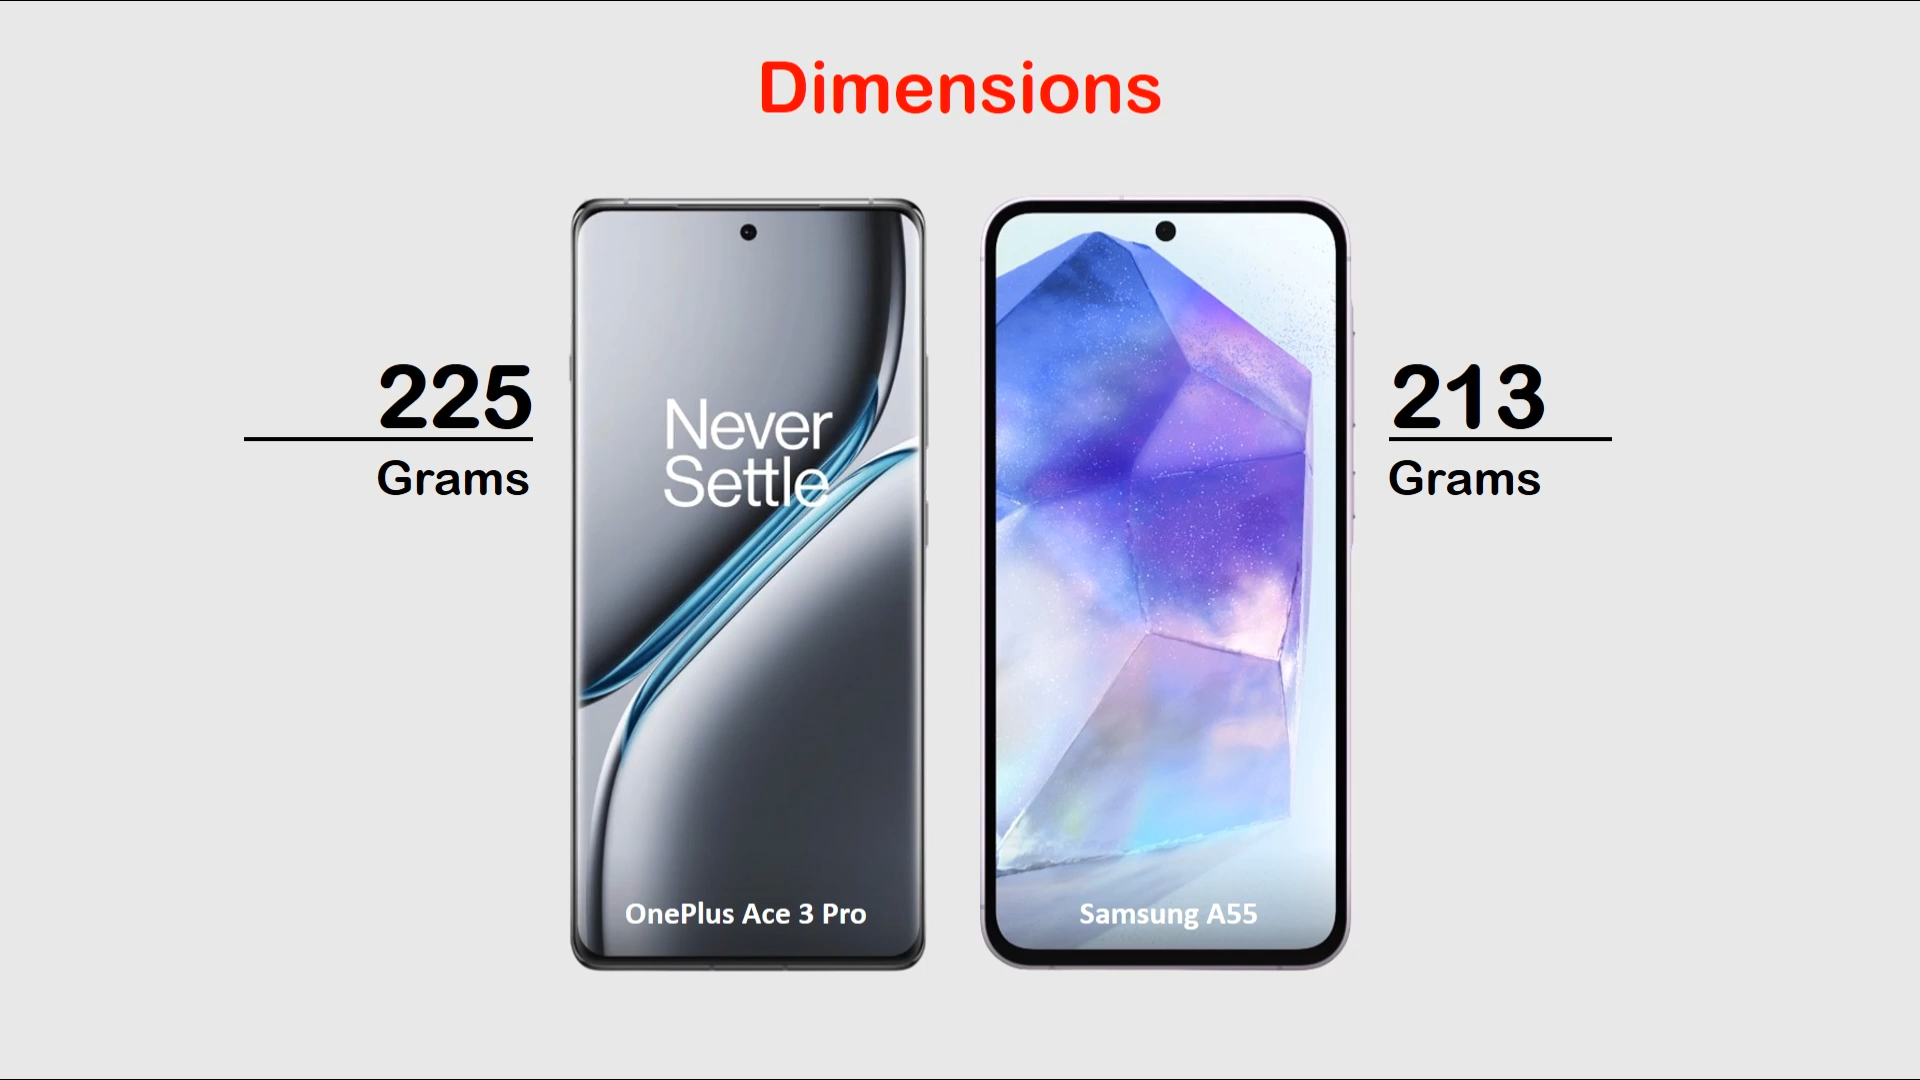 Dimensions
225
Grams
Never
Settle
OnePlus Ace 3 Pro
213
Grams
Samsung A55